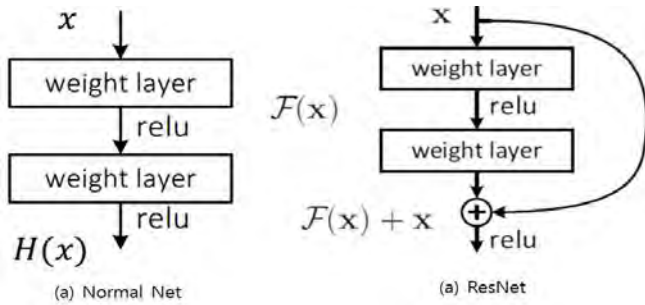 x
weight layer
relu
weight layer
relu
H(x)
(a) Normal Net
x
weight layer
F(x)
relu
weight layer
F(x) + x
+
relu
(a) ResNet